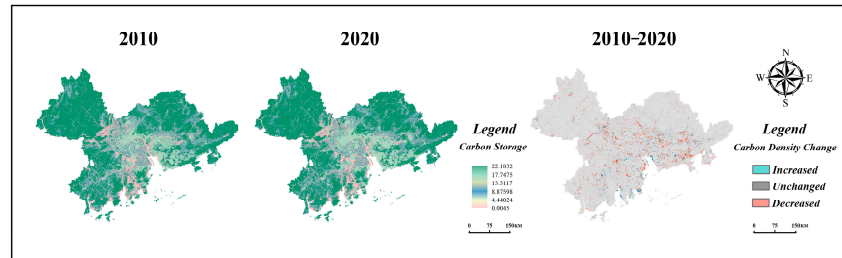 2010
2020
2010-2020
N
W
E
S
Legend
Carbon Storage
22.1832
17.7475
13.3117
8.87598
4.44024
0.0045
0 75 150KM
Legend
Carbon Density Change
Increased
Unchanged
Decreased
0 75 150KM